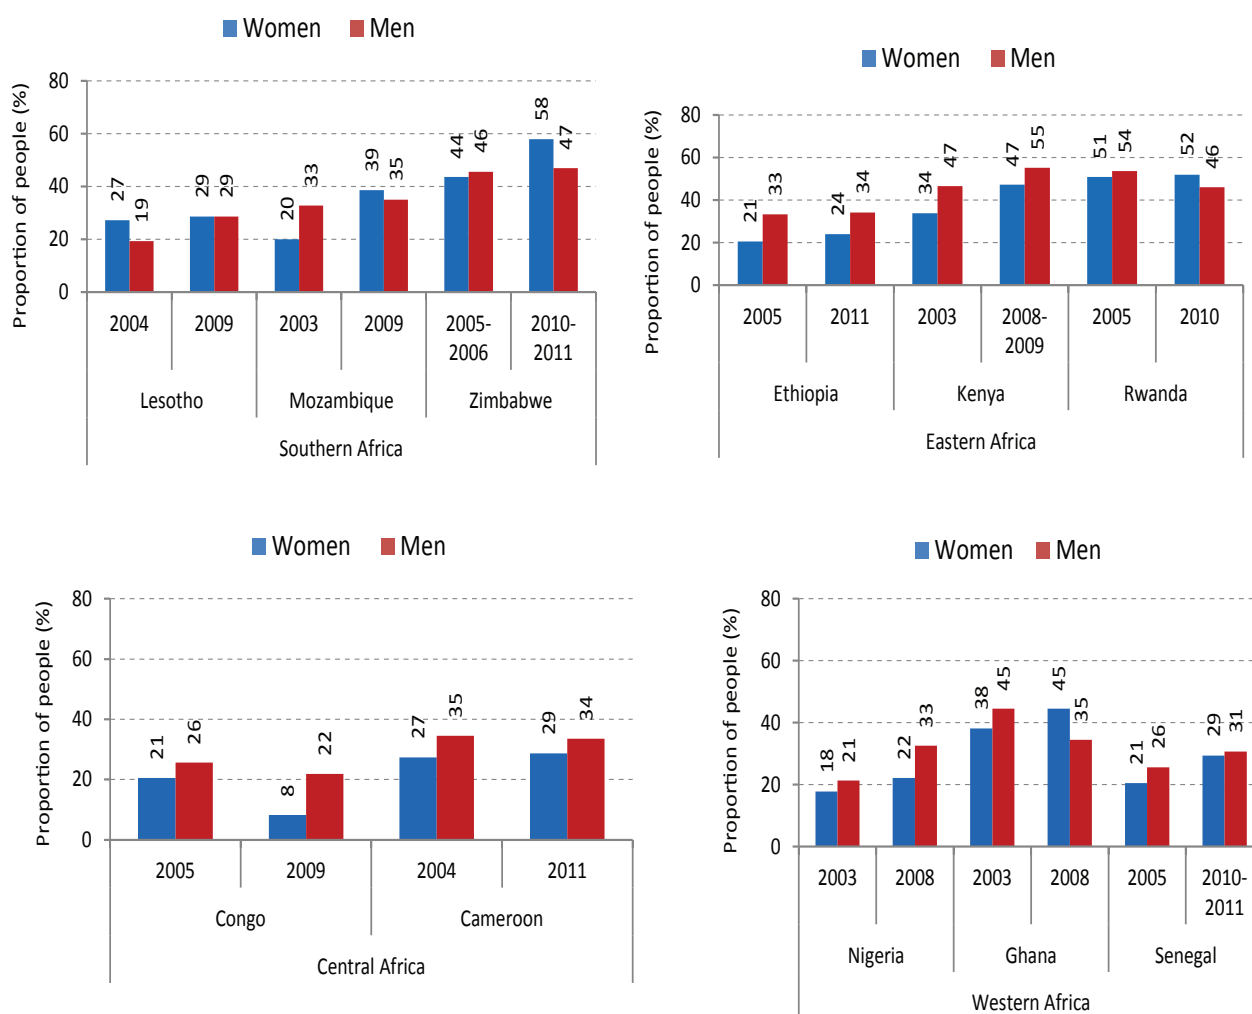 Women Men
Proportion of people (%)
80
60
40
20
0
27 19 29 29 20 33 39 35 44 46 58 47
2004 2009 2003 2009 2005- 2010-
2006 2011
Lesotho Mozambique Zimbabwe
Southern Africa
Women Men
Proportion of people (%)
80
60
40
20
0
21 33 24 34 34 47 47 55 51 54 52 46
2005 2011 2003 2008- 2005 2010
2009
Ethiopia Kenya Rwanda
Eastern Africa
Women Men
Proportion of people (%)
80
60
40
20
0
21 26 8 22 27 35 29 34
2005 2009 2004 2011
Congo Cameroon
Central Africa
Women Men
Proportion of people (%)
80
60
40
20
0
18 21 22 33 38 45 45 35 21 26 29 31
2003 2008 2003 2008 2005 2010-
2011
Nigeria Ghana Senegal
Western Africa